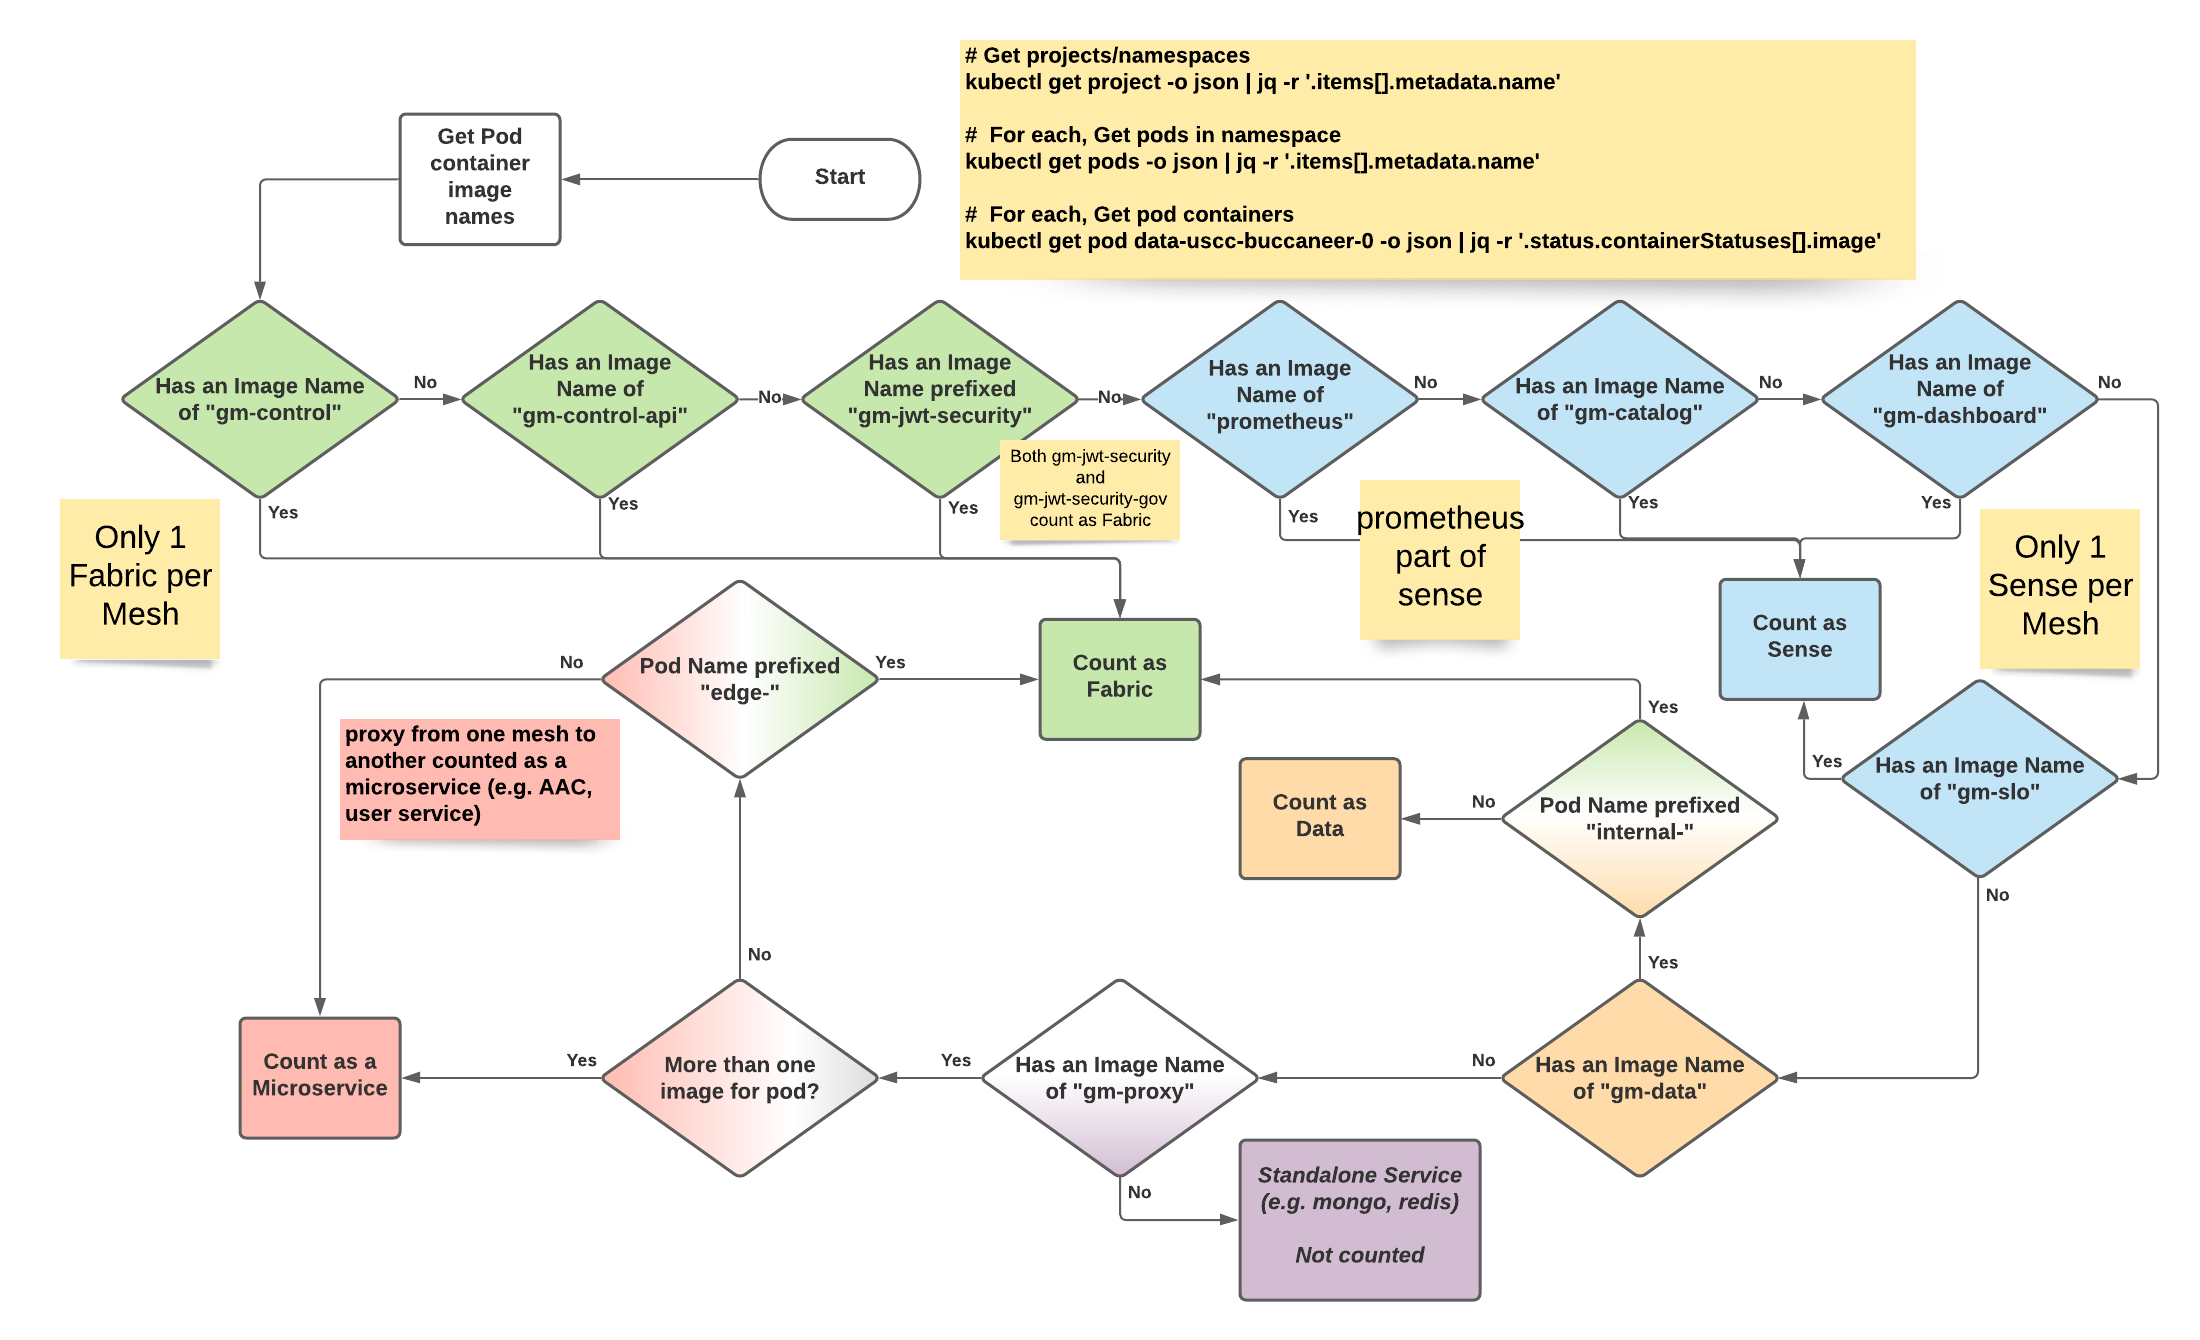 # Get projects/namespaces
kubectl get project -o json | jq -r '.items[].metadata.name'
#  For each, Get pods in namespace
kubectl get pods -o json | jq -r '.items[].metadata.name'
#  For each, Get pod containers
kubectl get pod data-uscc-buccaneer-0 -o json | jq -r '.status.containerStatuses[].image'
Get Pod
container
image
names
Start
Has an Image Name
of "gm-control"
No
Has an Image
Name of
"gm-control-api"
No
Has an Image
Name prefixed
"gm-jwt-security"
No
Has an Image
Name of
"prometheus"
No
Has an Image Name
of "gm-catalog"
No
Has an Image
Name of
"gm-dashboard"
No
Both gm-jwt-security
and
gm-jwt-security-gov
count as Fabric
Yes
Yes
Yes
Yes
Yes
Yes
Only 1
Fabric per
Mesh
prometheus
part of
sense
Only 1
Sense per
Mesh
Count as
Sense
No
Pod Name prefixed
"edge-"
Yes
Count as
Fabric
Yes
proxy from one mesh to
another counted as a
microservice (e.g. AAC,
user service)
Count as
Data
No
Pod Name prefixed
"internal-"
Yes
Has an Image Name
of "gm-slo"
No
No
Yes
Count as a
Microservice
Yes
More than one
image for pod?
Yes
Has an Image Name
of "gm-proxy"
No
Has an Image Name
of "gm-data"
No
Standalone Service
(e.g. mongo, redis)
Not counted